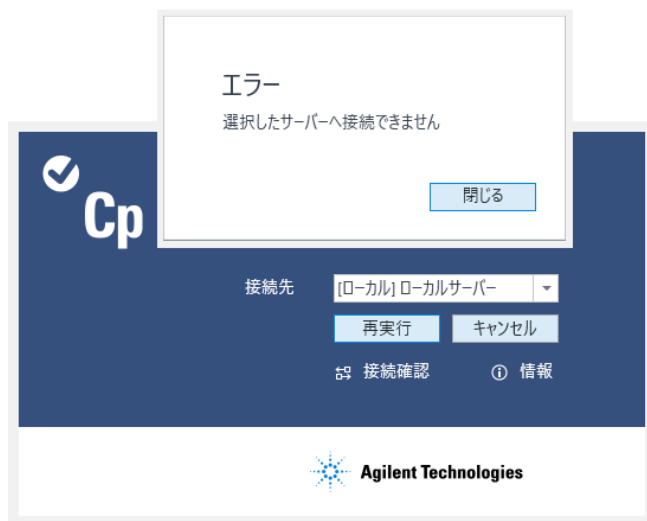 エラー
選択したサーバーへ接続できません
閉じる
Cp
接続先
[ローカル] ローカルサーバー
再実行
キャンセル
接続確認
情報
Agilent Technologies